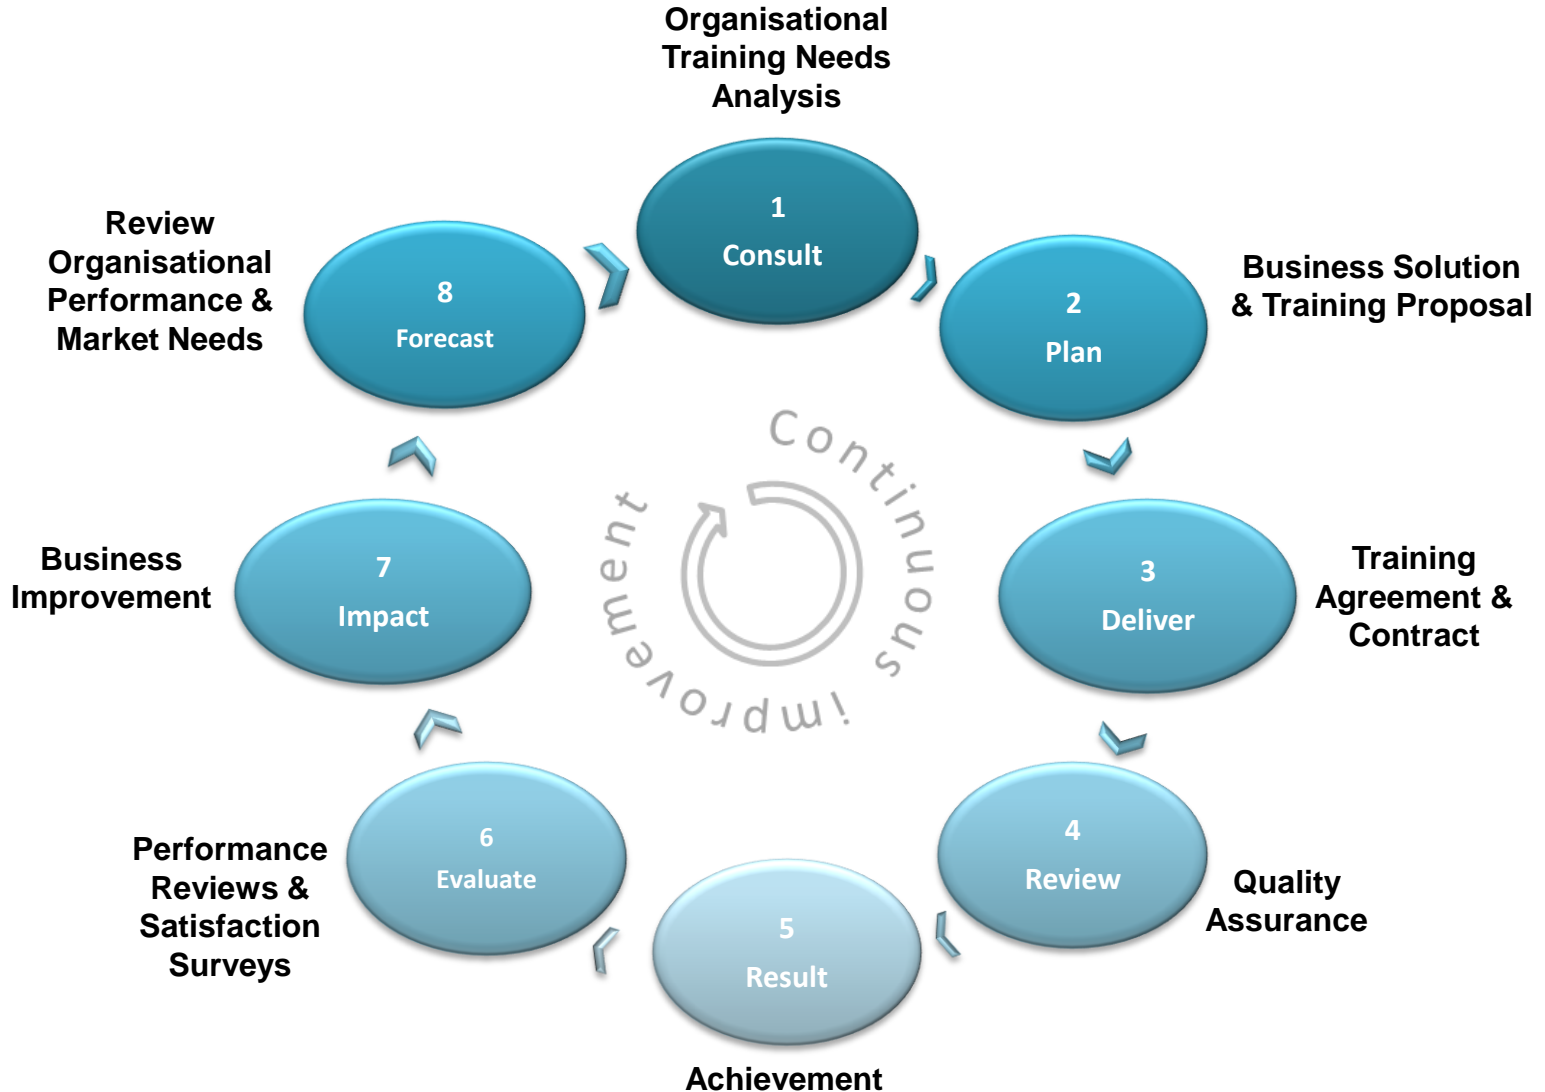 Organisational
Training Needs
Analysis
1
Consult
2
Plan
Business Solution
& Training Proposal
3
Deliver
Training
Agreement &
Contract
4
Review
Quality
Assurance
5
Result
Achievement
6
Evaluate
Performance
Reviews &
Satisfaction
Surveys
7
Impact
Business
Improvement
8
Forecast
Review
Organisational
Performance &
Market Needs
Continuous improvement